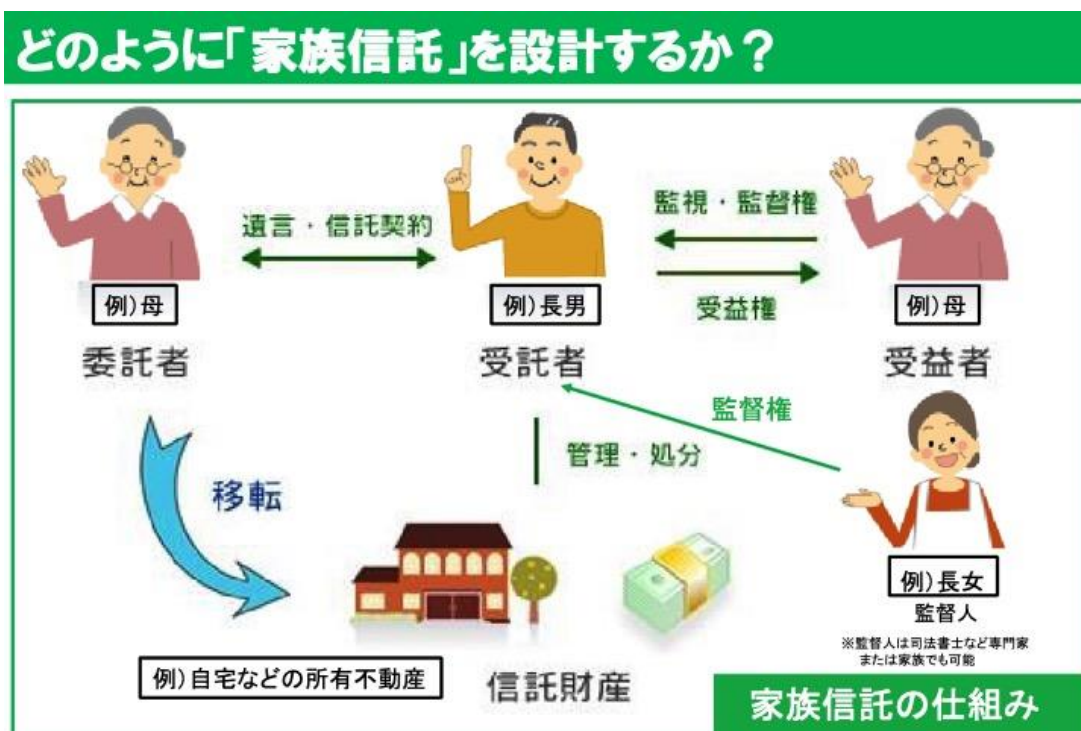 どのように「家族信託」を設計するか？
遺言・信託契約
監視・監督権
受益権
例)母
例)長男
例)母
委託者
受託者
受益者
監督権
管理・処分
移転
例)長女
監督人
※監督人は司法書士など専門家
または家族でも可能
例)自宅などの所有不動産
信託財産
家族信託の仕組み